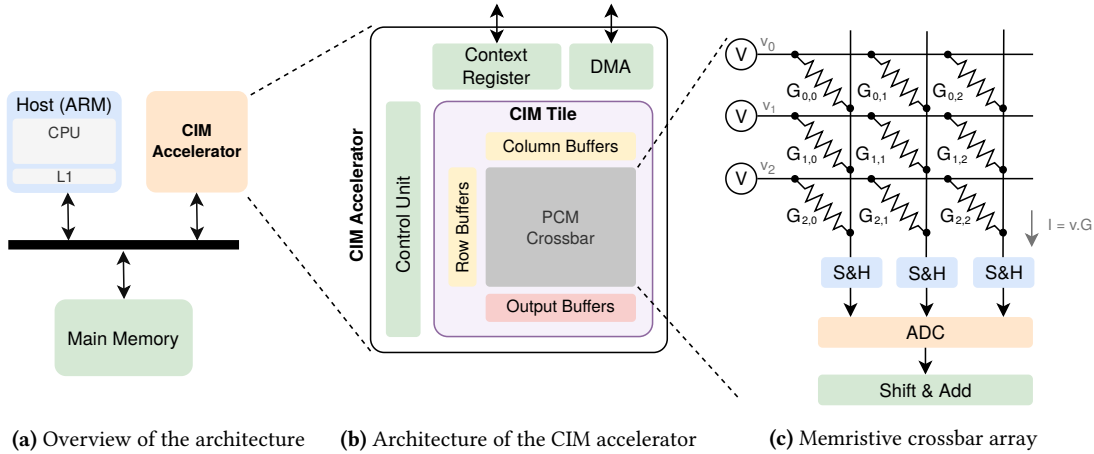 Host (ARM)
CPU
L1
CIM
Accelerator
Main Memory
(a) Overview of the architecture
Context
Register
DMA
CIM Accelerator
Control Unit
CIM Tile
Column Buffers
Row Buffers
PCM
Crossbar
Output Buffers
(b) Architecture of the CIM accelerator
V v0
G0,0 G0,1 G0,2
V v1
G1,0 G1,1 G1,2
V v2
G2,0 G2,1 G2,2
I = v.G
S&H S&H S&H
ADC
Shift & Add
(c) Memristive crossbar array